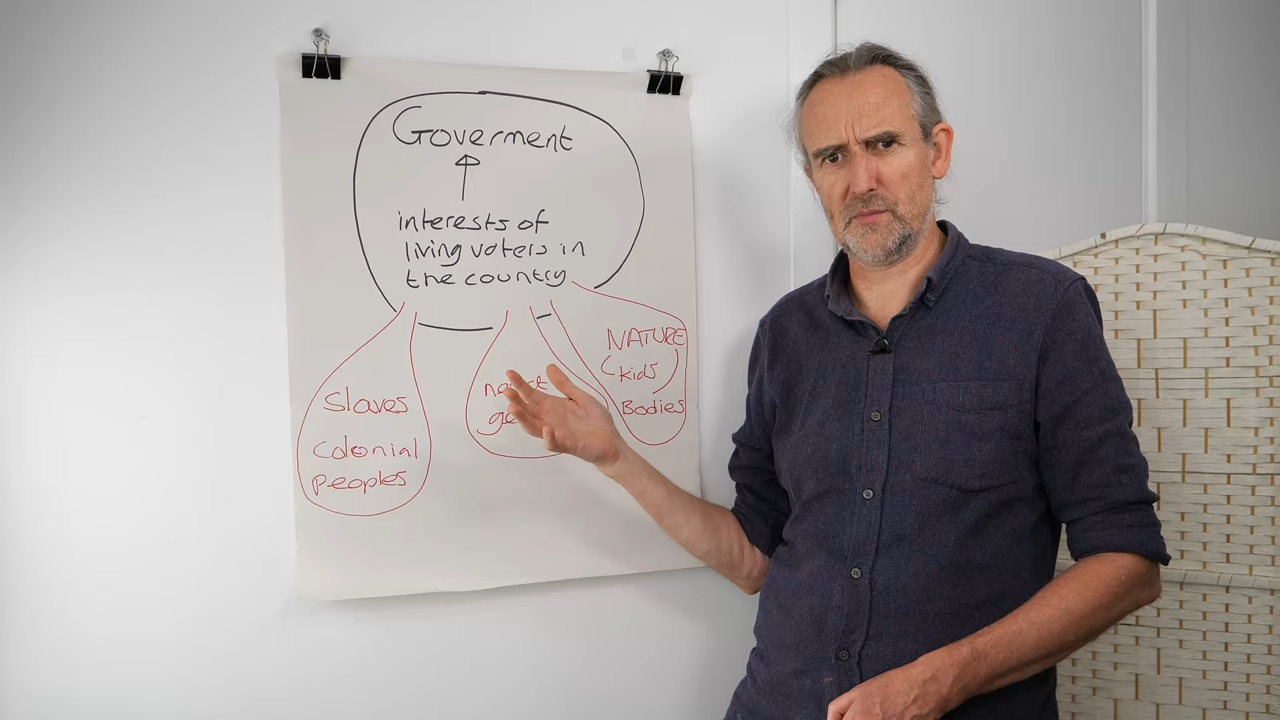 Goverment
interests of
living voters in
the country
Slaves
Colonial
peoples
NATURE
Kids
Bodies